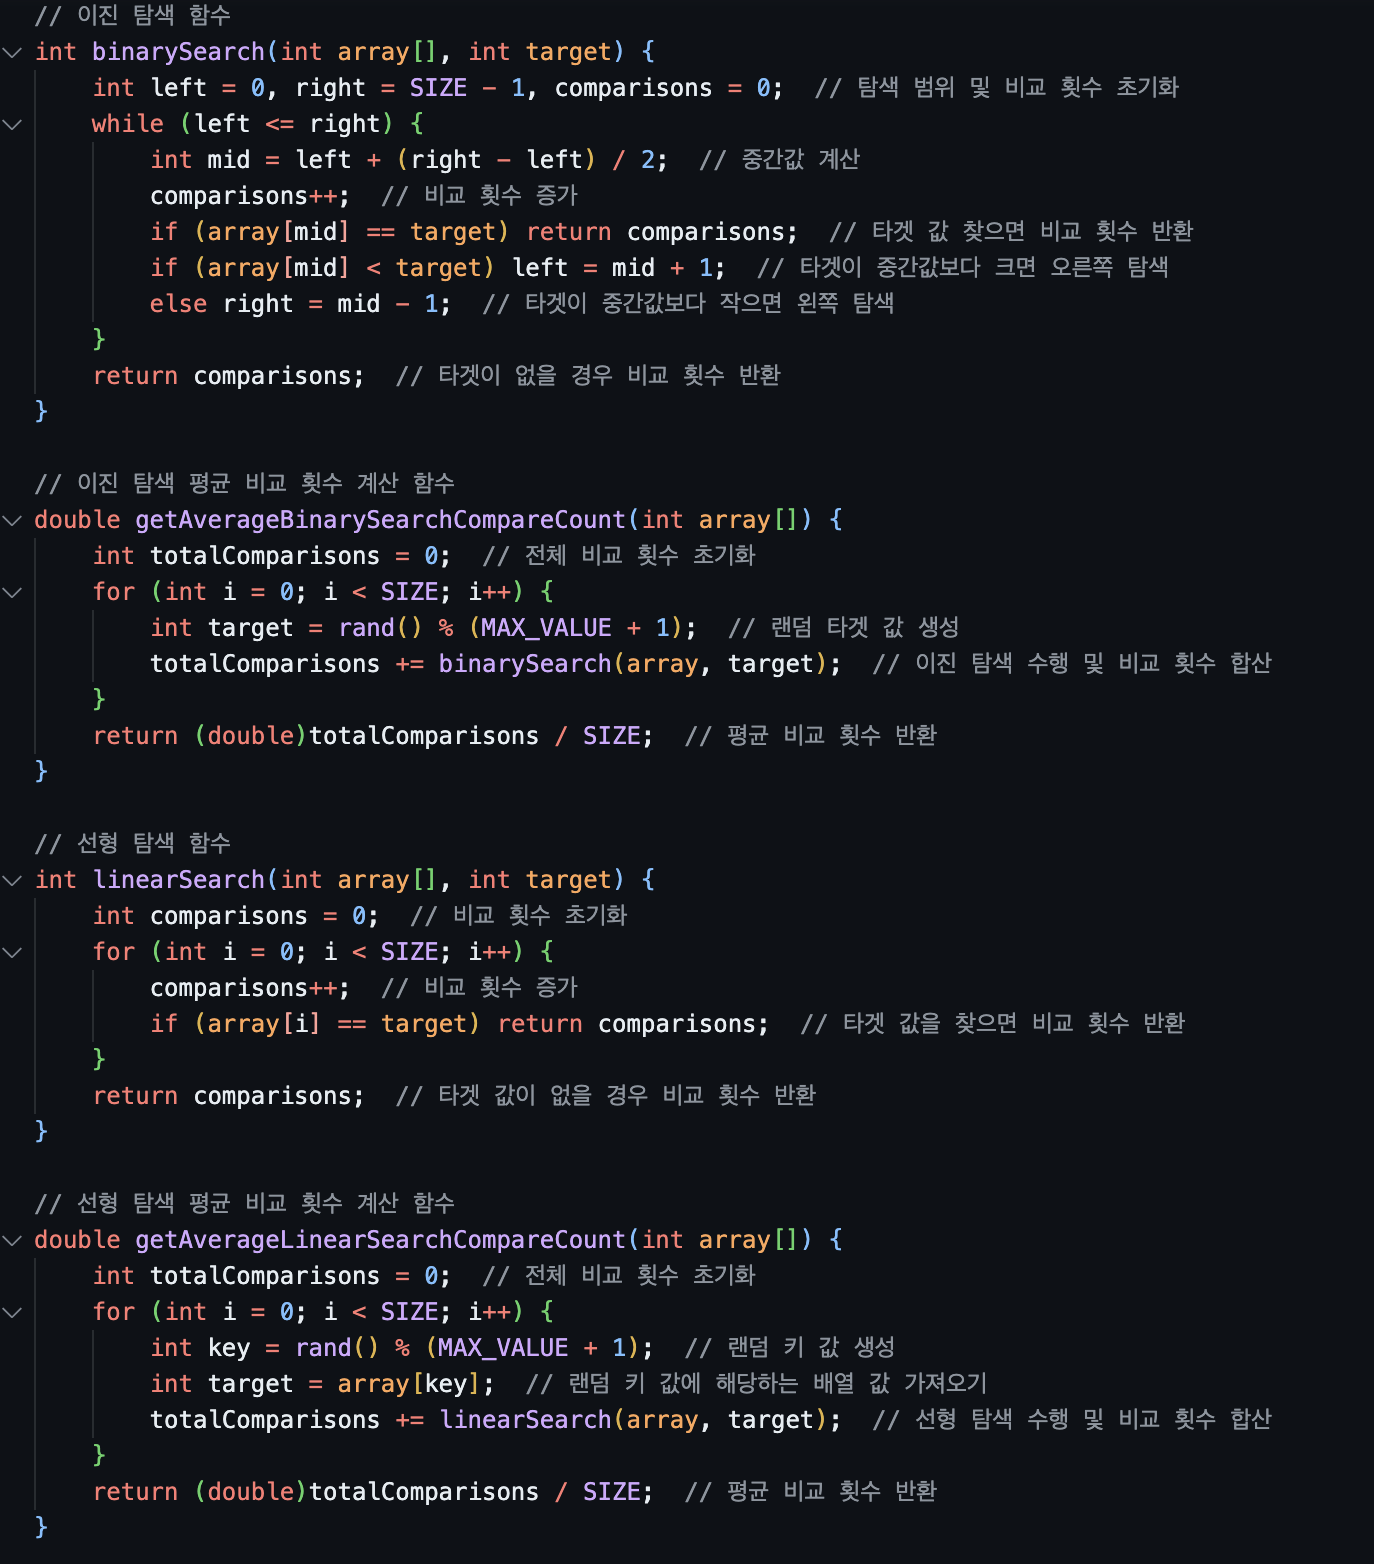 // 이진 탐색 함수
int binarySearch(int array[], int target) {
    int left = 0, right = SIZE - 1, comparisons = 0;  // 탐색 범위 및 비교 횟수 초기화
    while (left <= right) {
        int mid = left + (right - left) / 2;  // 중간값 계산
        comparisons++;  // 비교 횟수 증가
        if (array[mid] == target) return comparisons;  // 타겟 값 찾으면 비교 횟수 반환
        if (array[mid] < target) left = mid + 1;  // 타겟이 중간값보다 크면 오른쪽 탐색
        else right = mid - 1;  // 타겟이 중간값보다 작으면 왼쪽 탐색
    }
    return comparisons;  // 타겟이 없을 경우 비교 횟수 반환
}

// 이진 탐색 평균 비교 횟수 계산 함수
double getAverageBinarySearchCompareCount(int array[]) {
    int totalComparisons = 0;  // 전체 비교 횟수 초기화
    for (int i = 0; i < SIZE; i++) {
        int target = rand() % (MAX_VALUE + 1);  // 랜덤 타겟 값 생성
        totalComparisons += binarySearch(array, target);  // 이진 탐색 수행 및 비교 횟수 합산
    }
    return (double)totalComparisons / SIZE;  // 평균 비교 횟수 반환
}

// 선형 탐색 함수
int linearSearch(int array[], int target) {
    int comparisons = 0;  // 비교 횟수 초기화
    for (int i = 0; i < SIZE; i++) {
        comparisons++;  // 비교 횟수 증가
        if (array[i] == target) return comparisons;  // 타겟 값을 찾으면 비교 횟수 반환
    }
    return comparisons;  // 타겟 값이 없을 경우 비교 횟수 반환
}

// 선형 탐색 평균 비교 횟수 계산 함수
double getAverageLinearSearchCompareCount(int array[]) {
    int totalComparisons = 0;  // 전체 비교 횟수 초기화
    for (int i = 0; i < SIZE; i++) {
        int key = rand() % (MAX_VALUE + 1);  // 랜덤 키 값 생성
        int target = array[key];  // 랜덤 키 값에 해당하는 배열 값 가져오기
        totalComparisons += linearSearch(array, target);  // 선형 탐색 수행 및 비교 횟수 합산
    }
    return (double)totalComparisons / SIZE;  // 평균 비교 횟수 반환
}